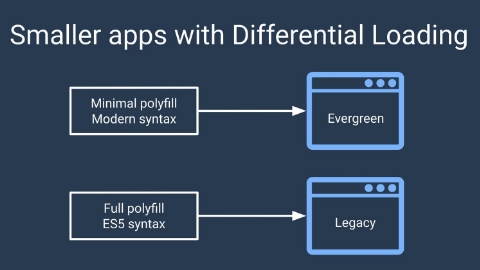 Smaller apps with Differential Loading
Minimal polyfill
Modern syntax
Evergreen
Full polyfill
ES5 syntax
Legacy